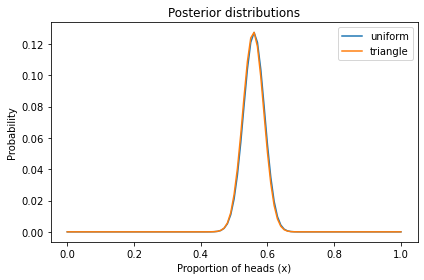 Posterior distributions
uniform
triangle
Probability
0.12
0.10
0.08
0.06
0.04
0.02
0.00
0.0 0.2 0.4 0.6 0.8 1.0
Proportion of heads (x)